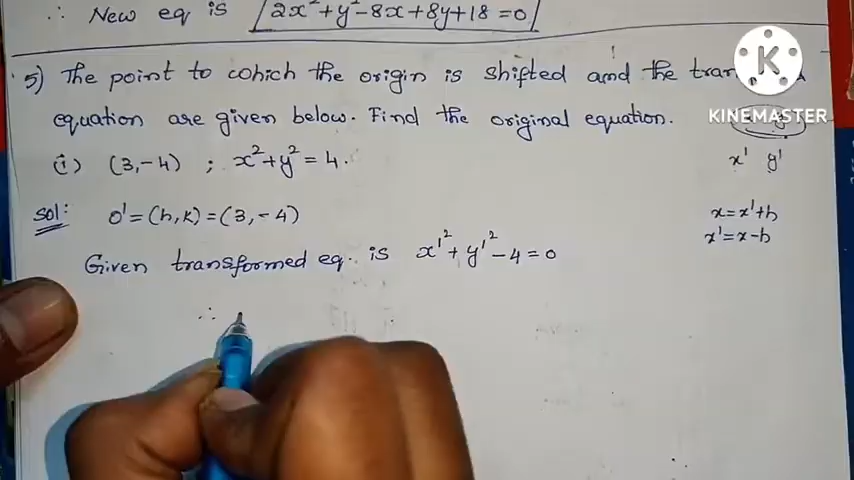 ∴ New eq is 2x²+y²-8x+8y+18=0
5) The point to which the origin is shifted and the
equation are given below. Find the original equation.
(i) (3,-4) ; x²+y²=4.
Sol: O'=(h,k)=(3,-4)
Given transformed eq. is x'²+y'²-4=0
∴
K
KINEMASTER
x' y'
x=x'+h
x'=x-h